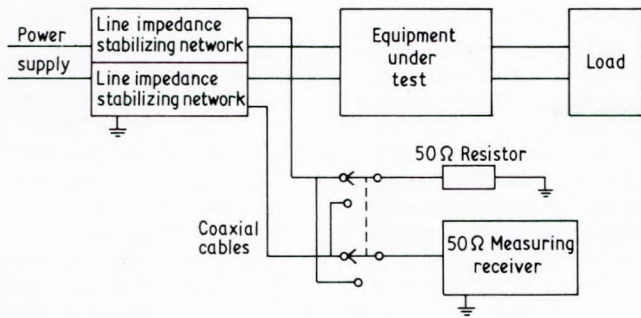 Power
supply
Line impedance
stabilizing network
Line impedance
stabilizing network
Equipment
under
test
Load
50 Ω Resistor
Coaxial
cables
50 Ω Measuring
receiver